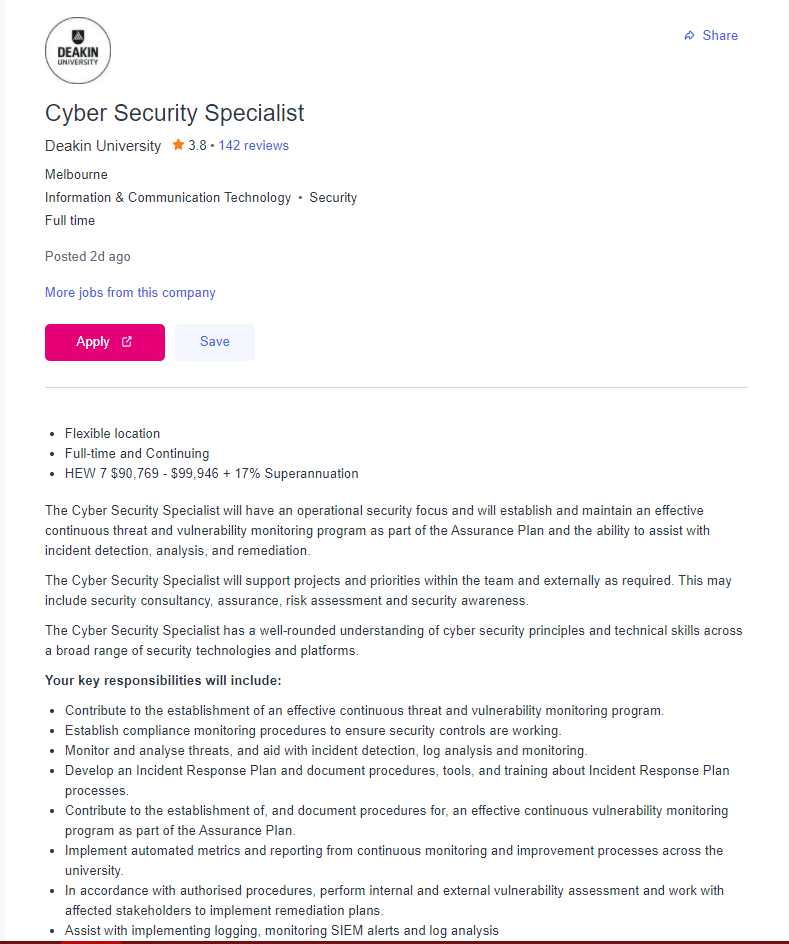 DEAKIN
UNIVERSITY
Share
Cyber Security Specialist
Deakin University 3.8 • 142 reviews
Melbourne
Information & Communication Technology • Security
Full time
Posted 2d ago
More jobs from this company
Apply
Save
• Flexible location
• Full-time and Continuing
• HEW 7 $90,769 - $99,946 + 17% Superannuation
The Cyber Security Specialist will have an operational security focus and will establish and maintain an effective
continuous threat and vulnerability monitoring program as part of the Assurance Plan and the ability to assist with
incident detection, analysis, and remediation.
The Cyber Security Specialist will support projects and priorities within the team and externally as required. This may
include security consultancy, assurance, risk assessment and security awareness.
The Cyber Security Specialist has a well-rounded understanding of cyber security principles and technical skills across
a broad range of security technologies and platforms.
Your key responsibilities will include:
• Contribute to the establishment of an effective continuous threat and vulnerability monitoring program.
• Establish compliance monitoring procedures to ensure security controls are working.
• Monitor and analyse threats, and aid with incident detection, log analysis and monitoring.
• Develop an Incident Response Plan and document procedures, tools, and training about Incident Response Plan
processes.
• Contribute to the establishment of, and document procedures for, an effective continuous vulnerability monitoring
program as part of the Assurance Plan.
• Implement automated metrics and reporting from continuous monitoring and improvement processes across the
university.
• In accordance with authorised procedures, perform internal and external vulnerability assessment and work with
affected stakeholders to implement remediation plans.
• Assist with implementing logging, monitoring SIEM alerts and log analysis